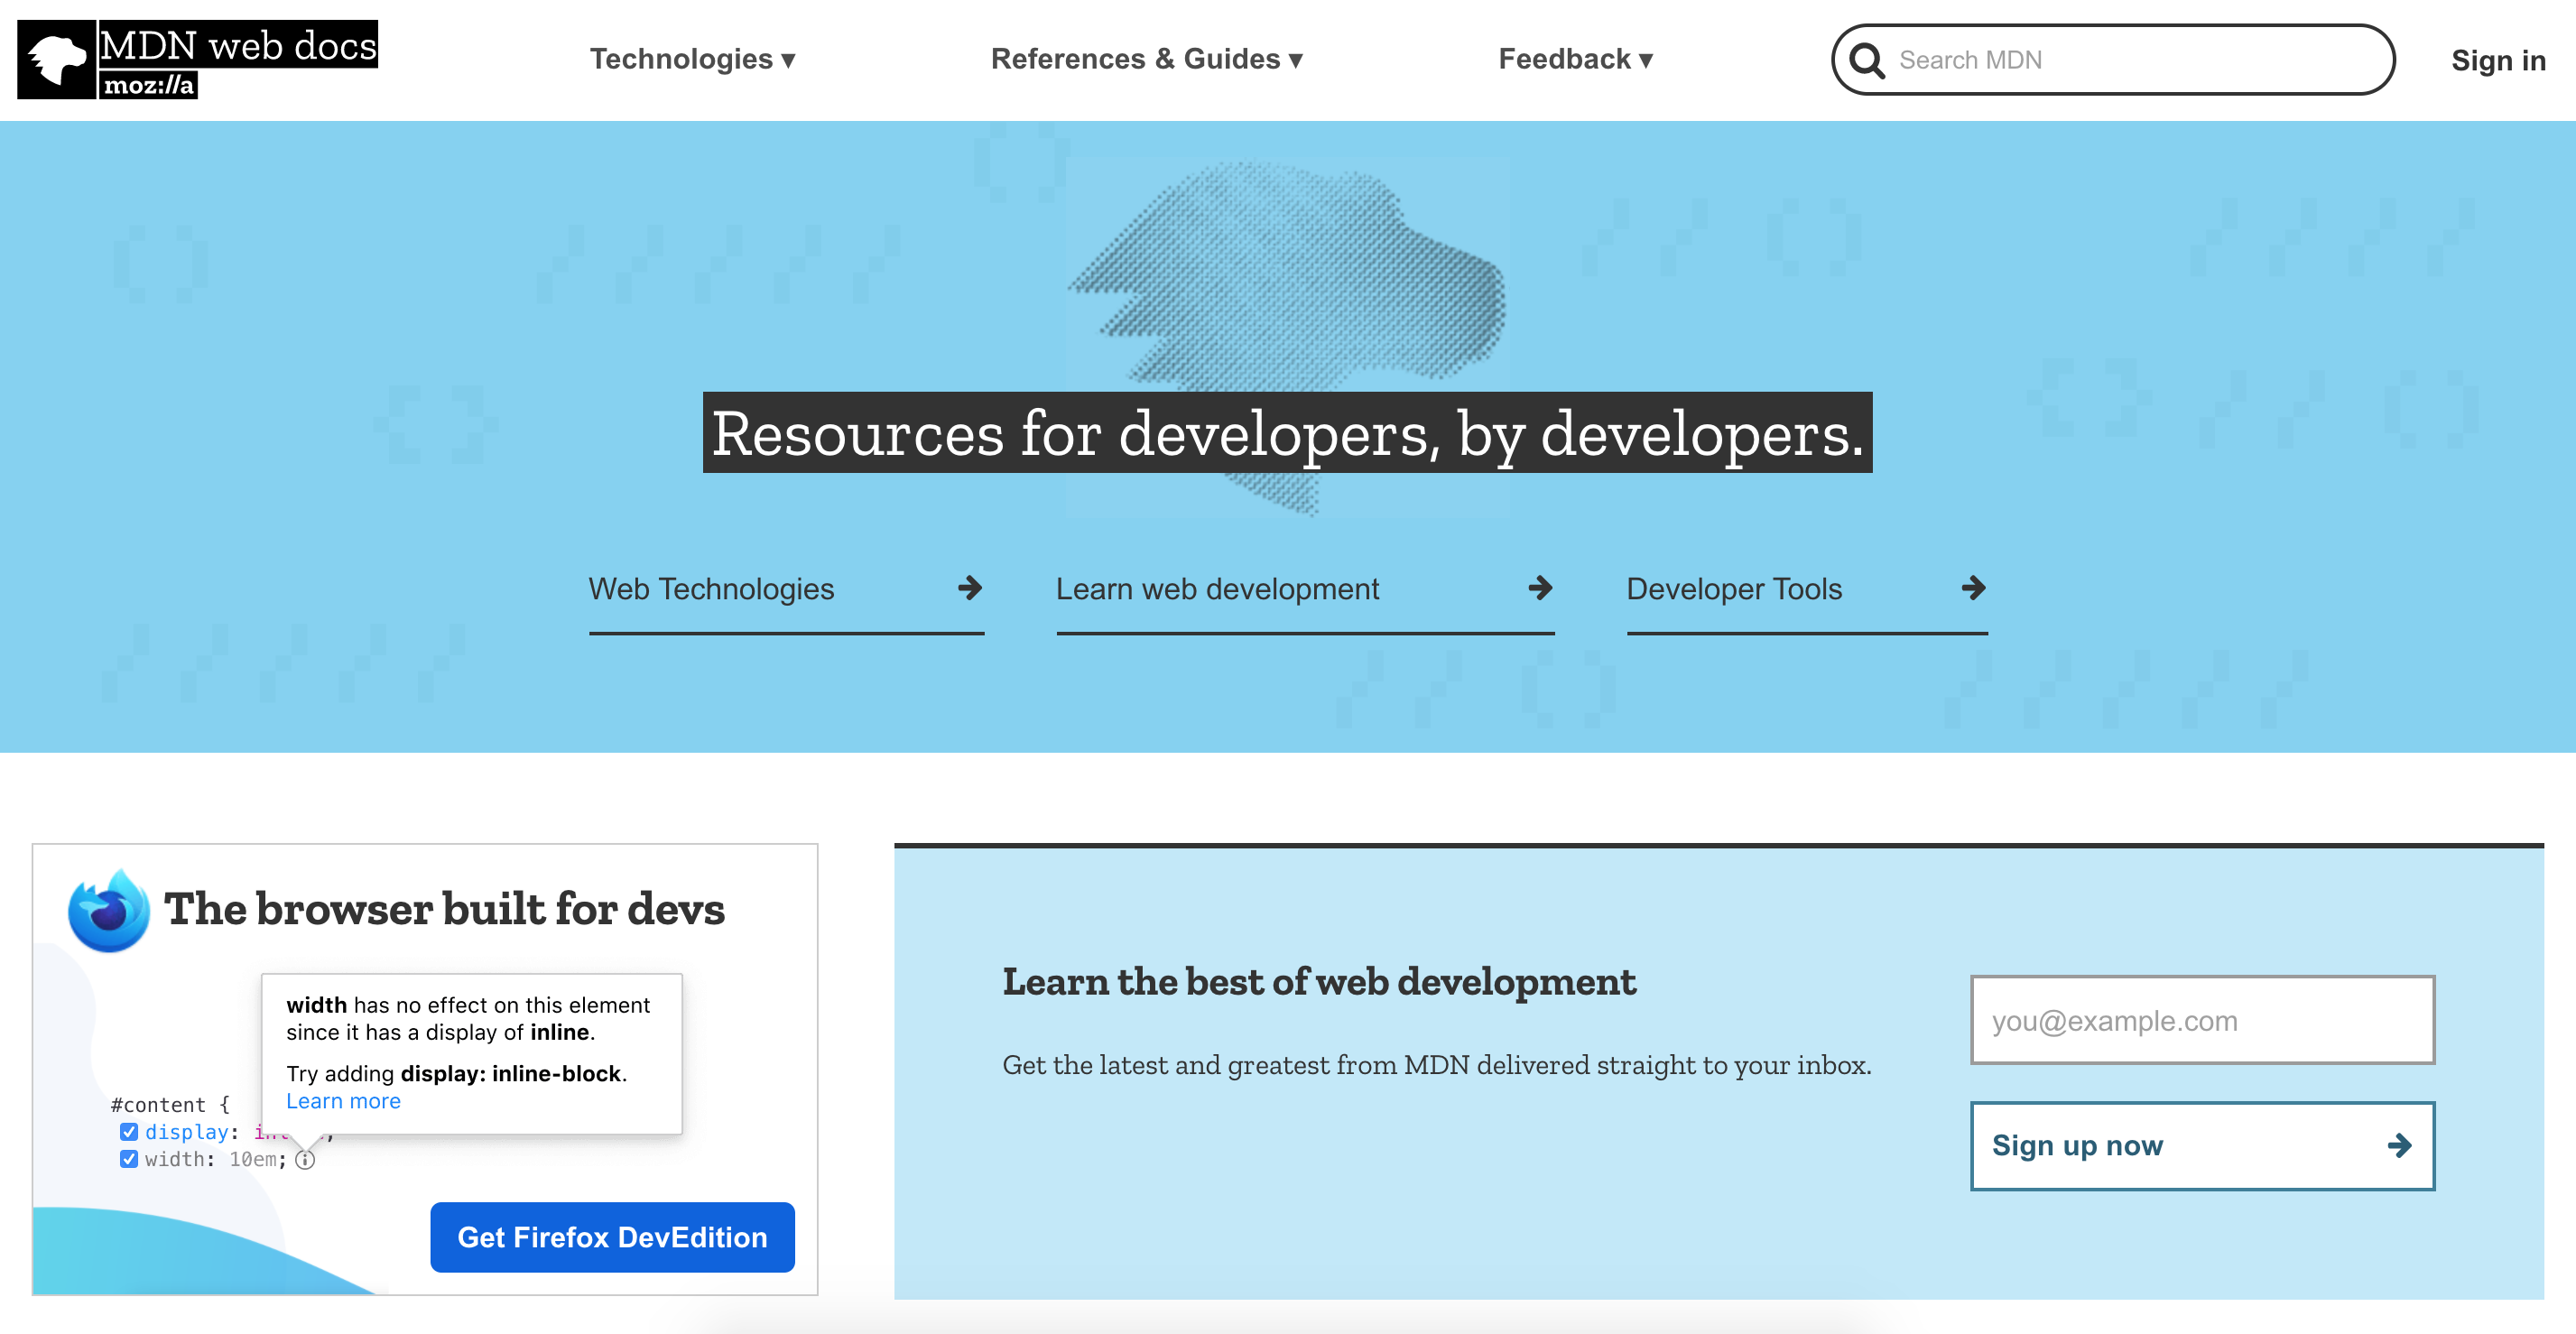 MDN web docs
moz://a
Technologies ▾
References & Guides ▾
Feedback ▾
Search MDN
Sign in
Resources for developers, by developers.
Web Technologies
Learn web development
Developer Tools
The browser built for devs
width has no effect on this element
since it has a display of inline.
Try adding display: inline-block.
Learn more
#content {
display:
width: 10em;
Get Firefox DevEdition
Learn the best of web development
Get the latest and greatest from MDN delivered straight to your inbox.
you@example.com
Sign up now